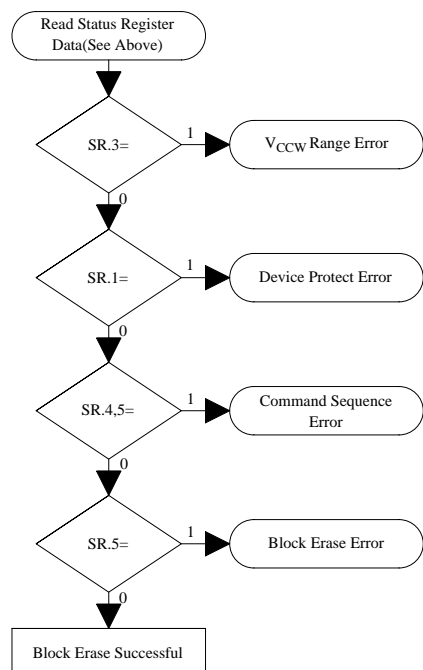 Read Status Register
Data(See Above)
SR.3=
1
VCCW Range Error
0
SR.1=
1
Device Protect Error
0
SR.4,5=
1
Command Sequence
Error
0
SR.5=
1
Block Erase Error
0
Block Erase Successful